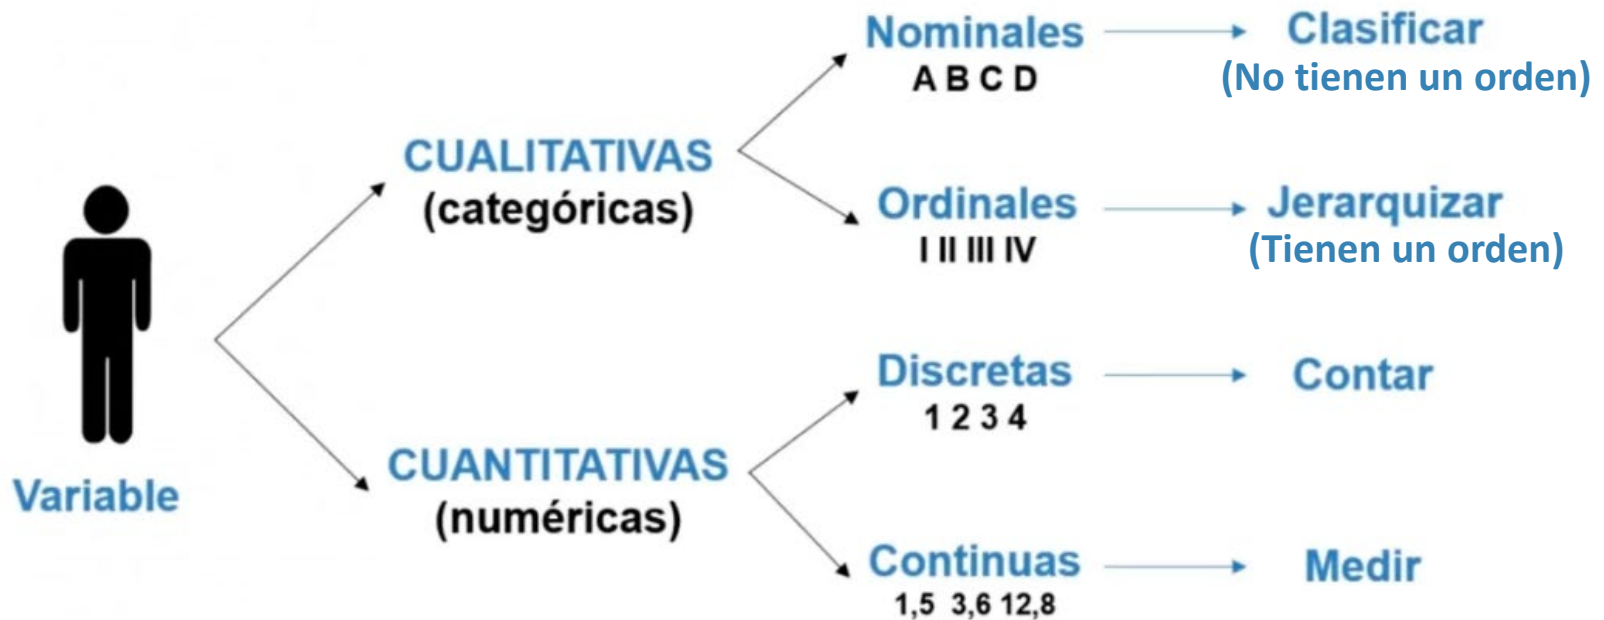 Variable
CUALITATIVAS
(categóricas)
Nominales
A B C D
Clasificar
(No tienen un orden)
Ordinales
I II III IV
Jerarquizar
(Tienen un orden)
CUANTITATIVAS
(numéricas)
Discretas
1 2 3 4
Contar
Continuas
1,5 3,6 12,8
Medir